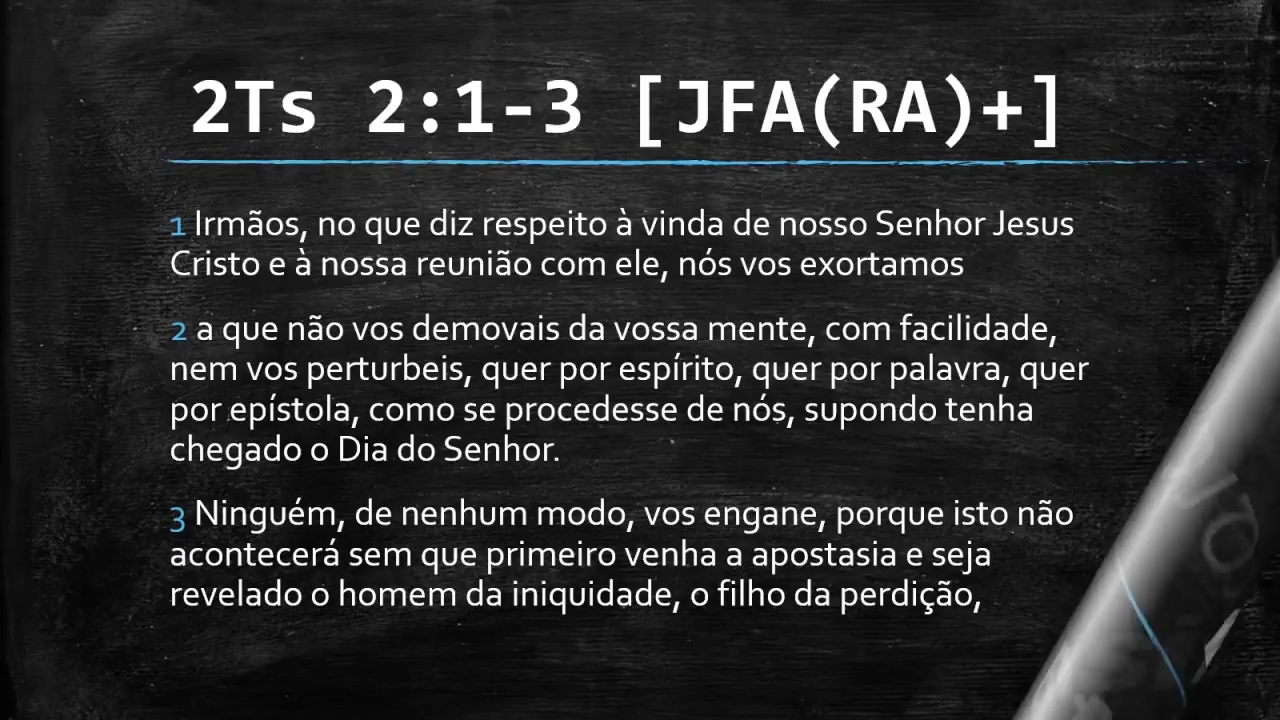 2Ts 2:1-3 [JFA(RA)+]
1 Irmãos, no que diz respeito à vinda de nosso Senhor Jesus
Cristo e à nossa reunião com ele, nós vos exortamos
2 a que não vos demovais da vossa mente, com facilidade,
nem vos perturbeis, quer por espírito, quer por palavra, quer
por epístola, como se procedesse de nós, supondo tenha
chegado o Dia do Senhor.
3 Ninguém, de nenhum modo, vos engane, porque isto não
acontecerá sem que primeiro venha a apostasia e seja
revelado o homem da iniquidade, o filho da perdição,